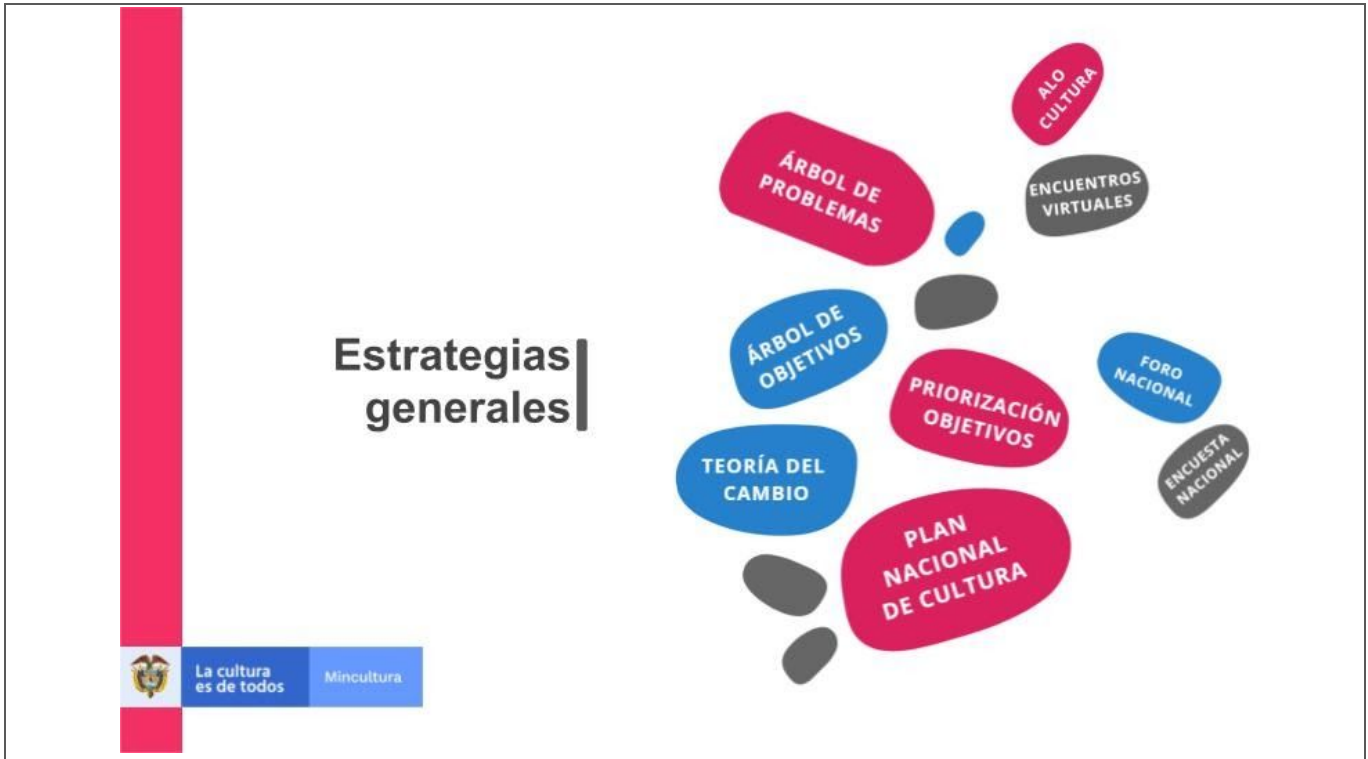 Estrategias
generales
ALO
CULTURA
ÁRBOL DE
PROBLEMAS
ENCUENTROS
VIRTUALES
ÁRBOL DE
OBJETIVOS
PRIORIZACIÓN
OBJETIVOS
FORO
NACIONAL
TEORÍA DEL
CAMBIO
ENCUESTA
NACIONAL
PLAN
NACIONAL
DE CULTURA
La cultura
es de todos
Mincultura